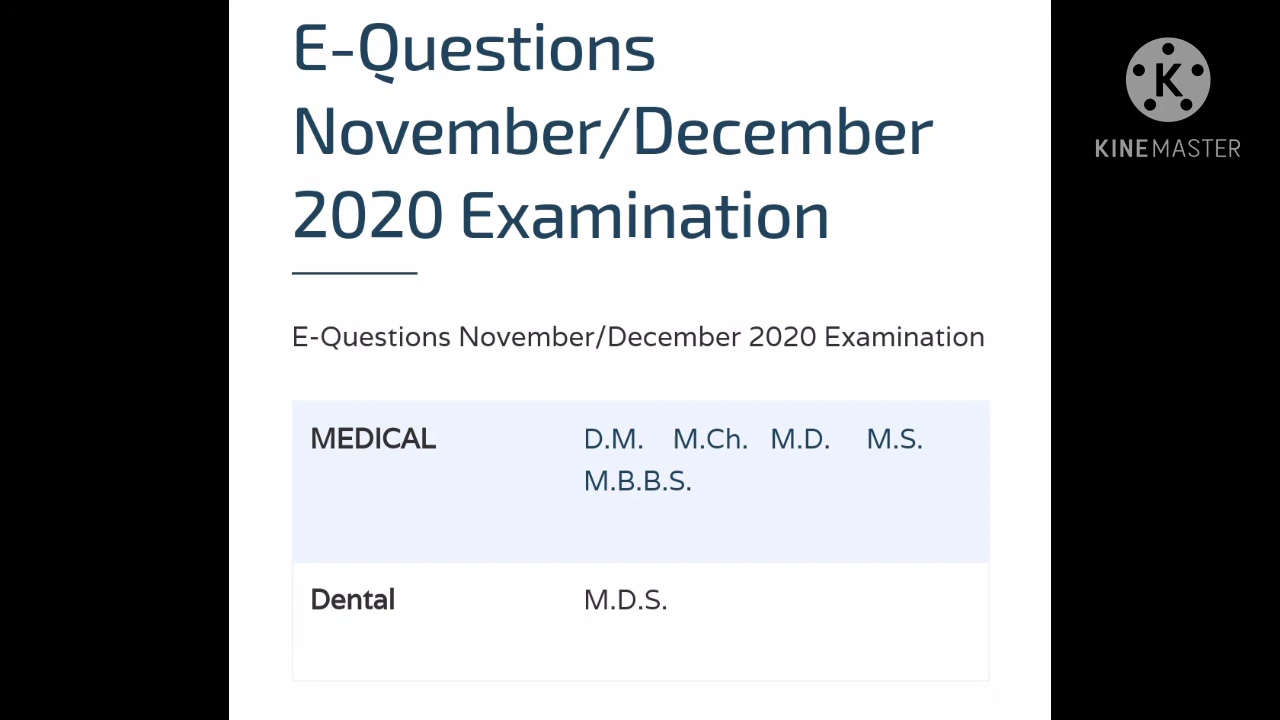 E-Questions
November/December
2020 Examination
K
KINEMASTER
E-Questions November/December 2020 Examination
MEDICAL D.M. M.Ch. M.D. M.S.
M.B.B.S.
Dental M.D.S.